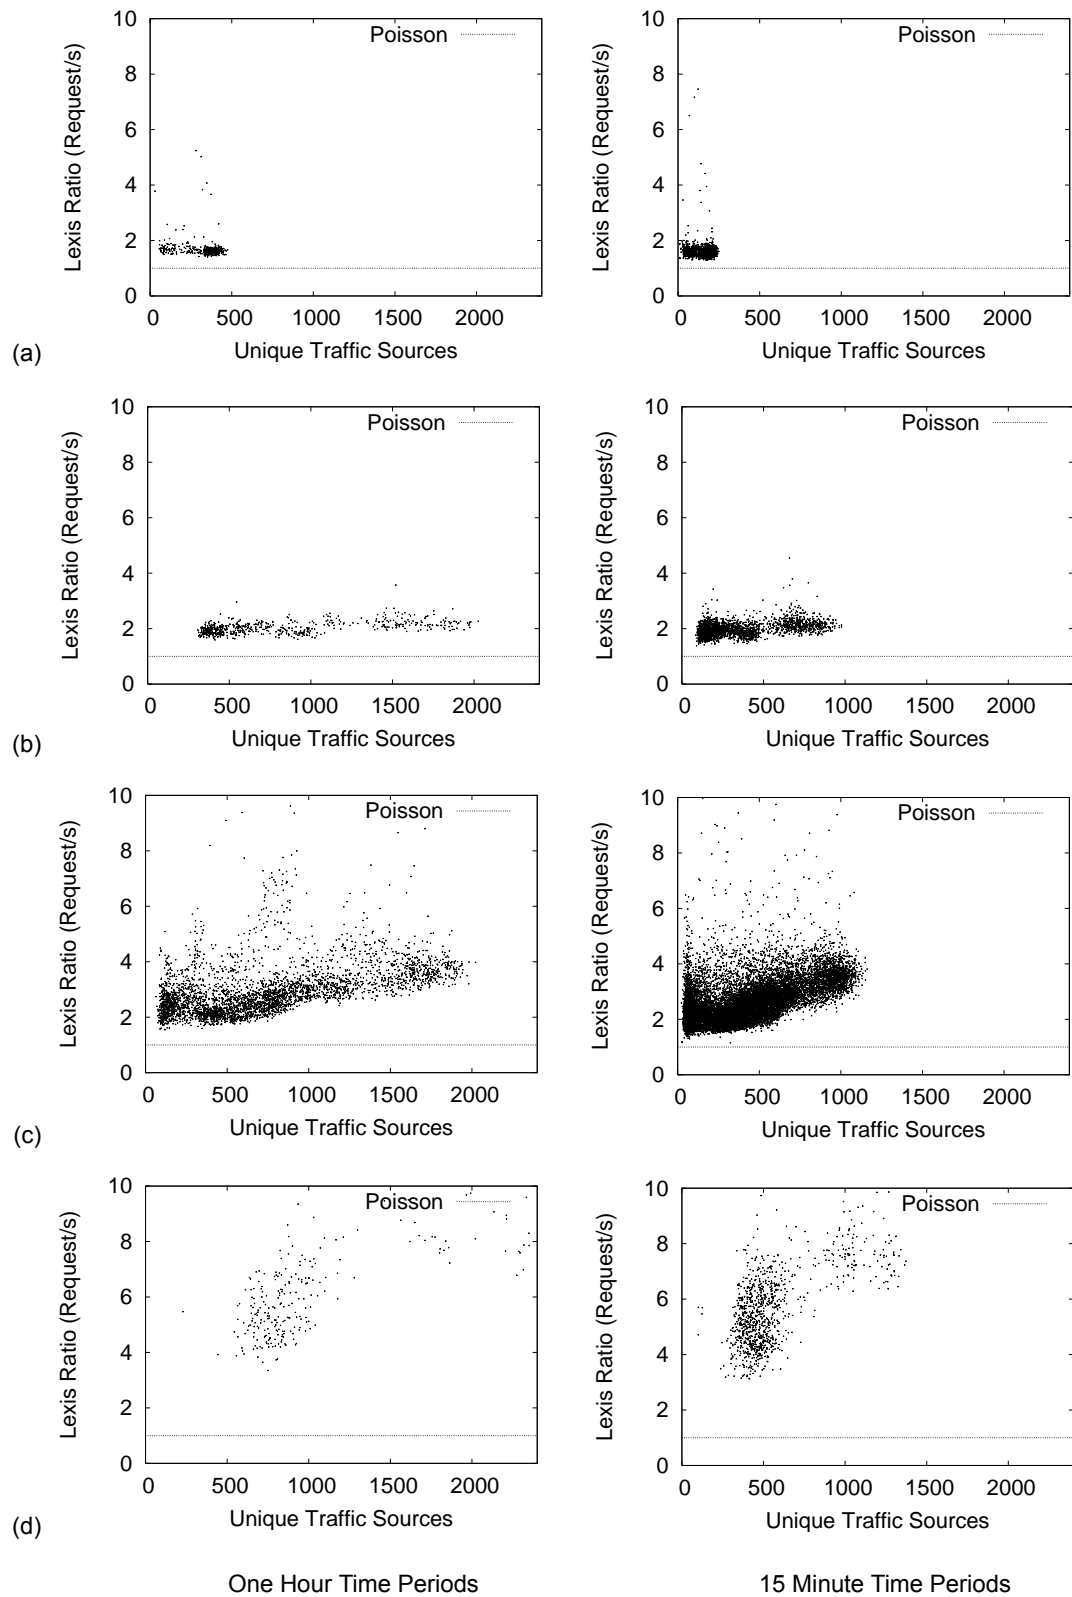 10
8
6
4
2
0
Lexis Ratio (Request/s)
Poisson
0 500 1000 1500 2000
Unique Traffic Sources
10
8
6
4
2
0
Lexis Ratio (Request/s)
Poisson
0 500 1000 1500 2000
Unique Traffic Sources
(a)
10
8
6
4
2
0
Lexis Ratio (Request/s)
Poisson
0 500 1000 1500 2000
Unique Traffic Sources
10
8
6
4
2
0
Lexis Ratio (Request/s)
Poisson
0 500 1000 1500 2000
Unique Traffic Sources
(b)
10
8
6
4
2
0
Lexis Ratio (Request/s)
Poisson
0 500 1000 1500 2000
Unique Traffic Sources
10
8
6
4
2
0
Lexis Ratio (Request/s)
Poisson
0 500 1000 1500 2000
Unique Traffic Sources
(c)
10
8
6
4
2
0
Lexis Ratio (Request/s)
Poisson
0 500 1000 1500 2000
Unique Traffic Sources
10
8
6
4
2
0
Lexis Ratio (Request/s)
Poisson
0 500 1000 1500 2000
Unique Traffic Sources
(d)
One Hour Time Periods
15 Minute Time Periods